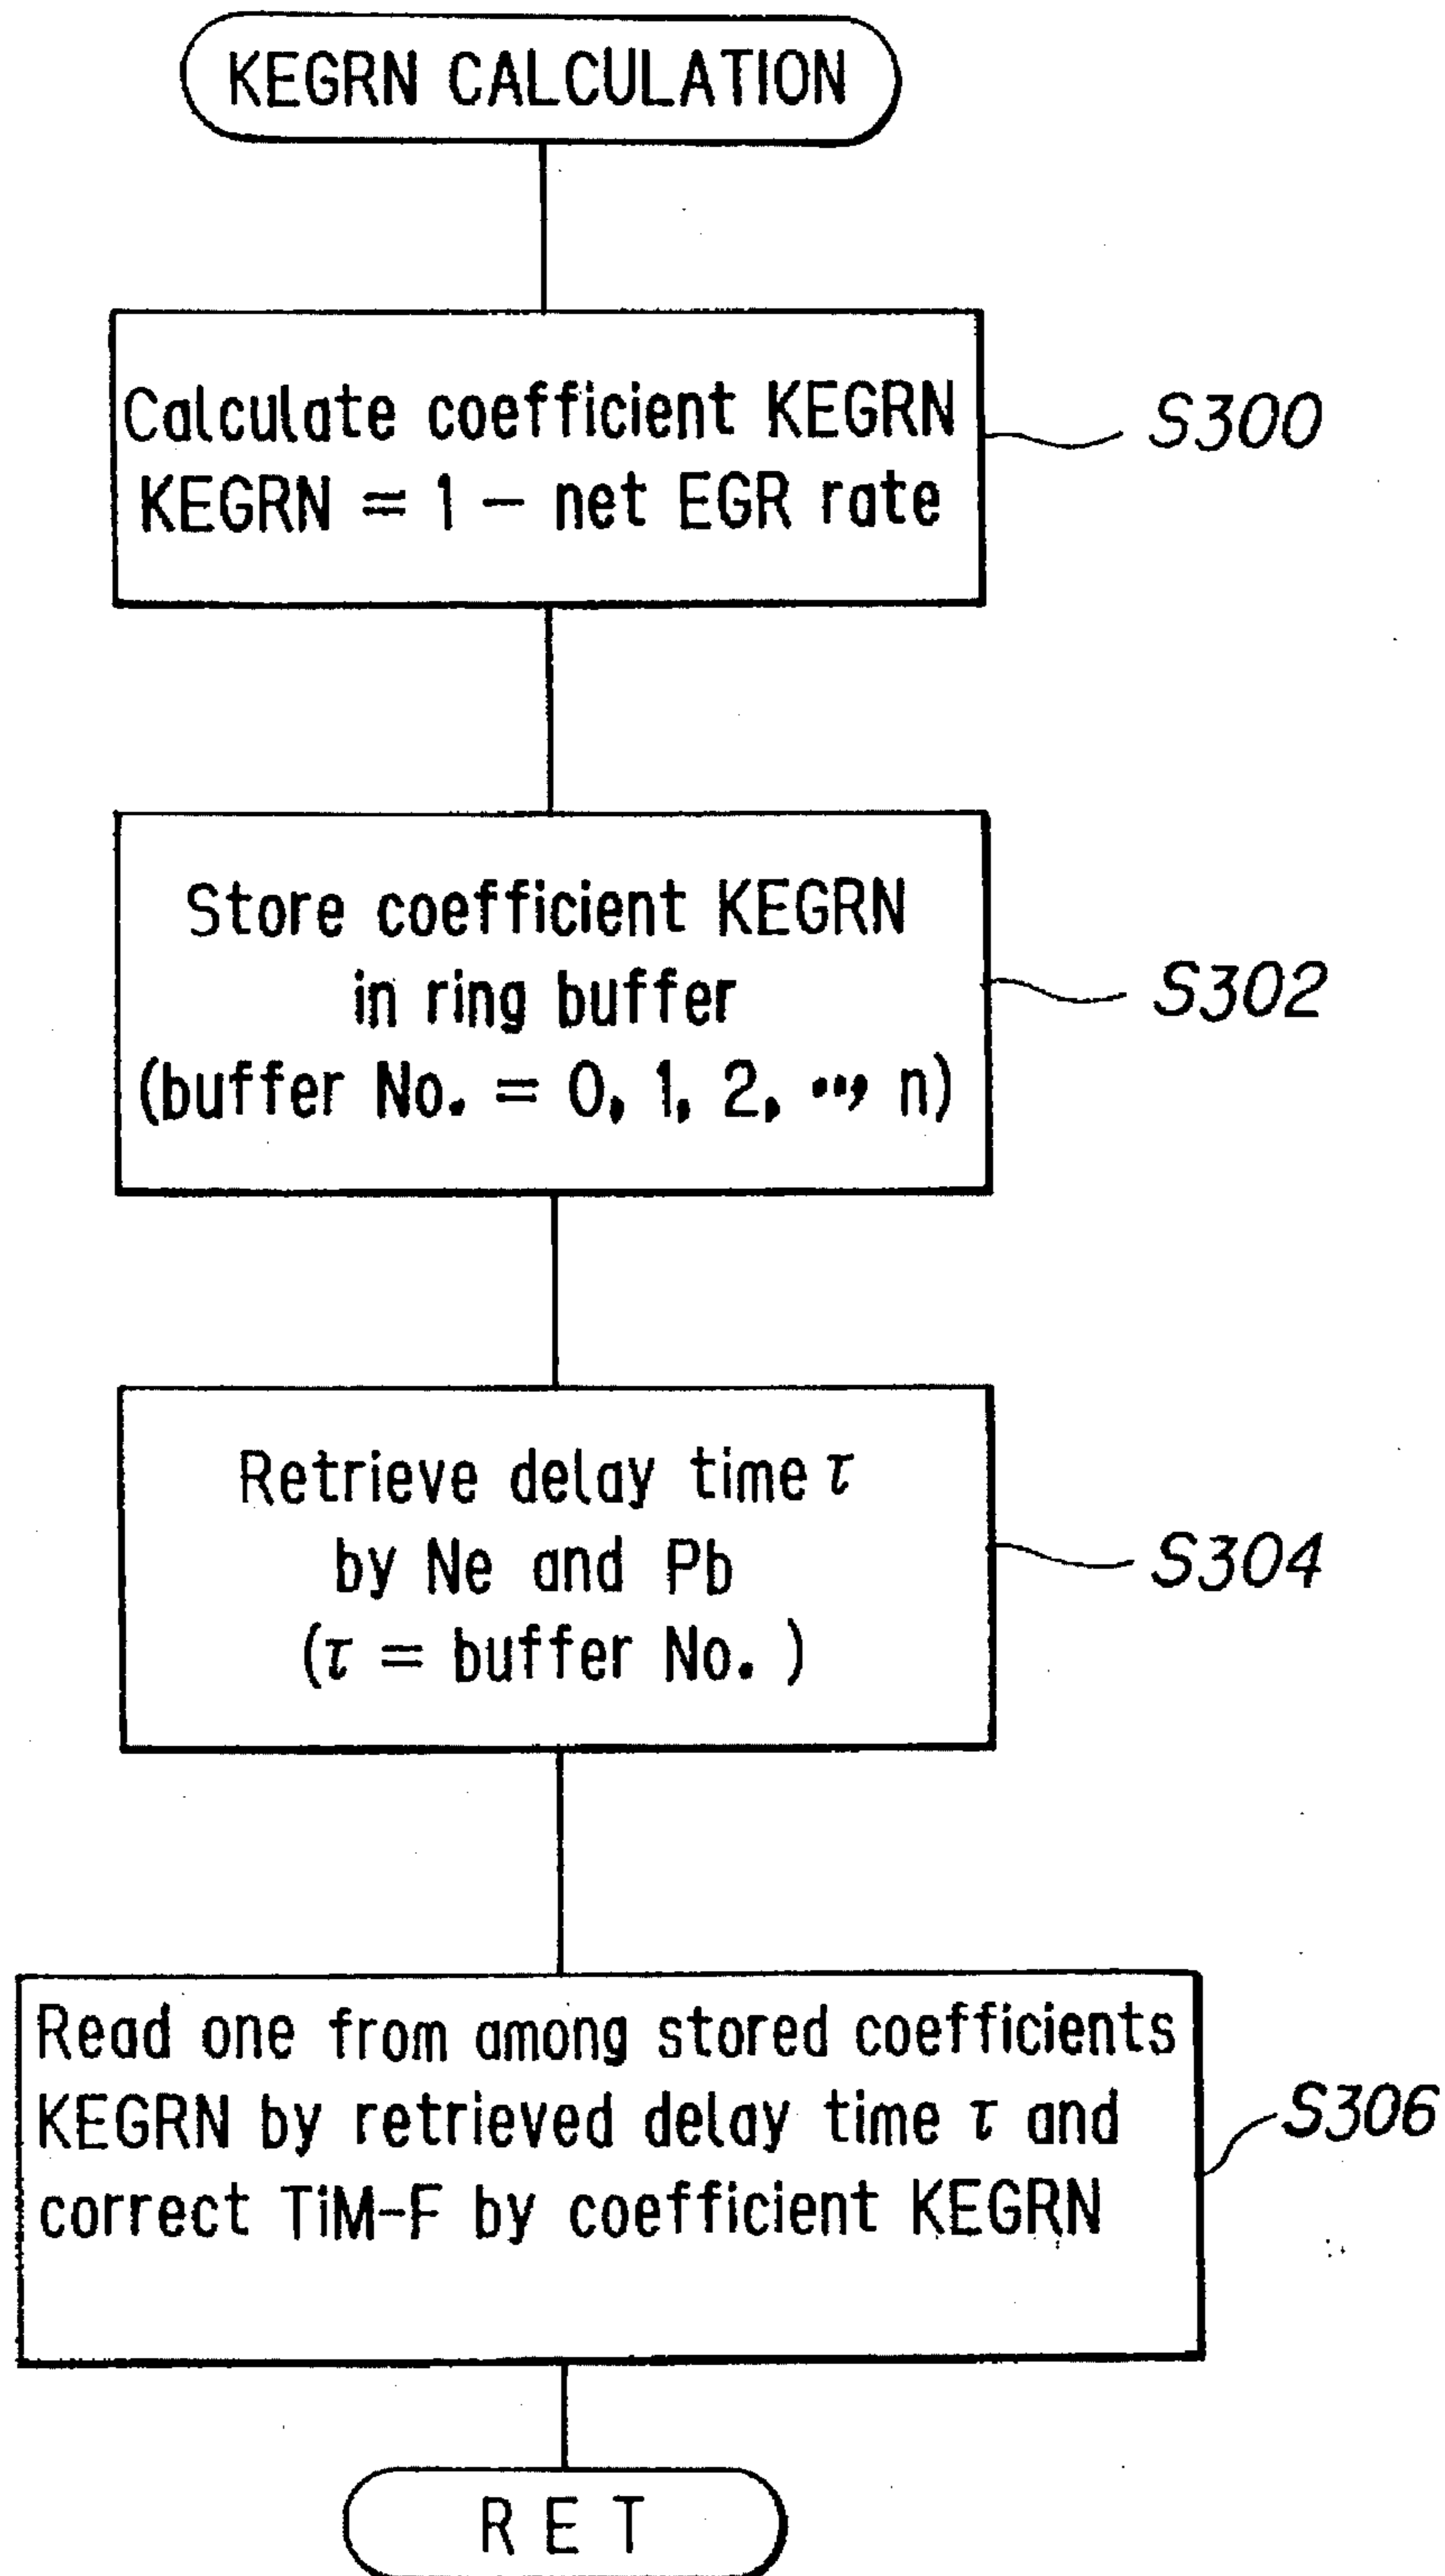 KEGRN CALCULATION
Calculate coefficient KEGRN
KEGRN = 1 − net EGR rate
S300
Store coefficient KEGRN
in ring buffer
(buffer No. = 0, 1, 2, ..., n)
S302
Retrieve delay time τ
by Ne and Pb
(τ = buffer No. )
S304
Read one from among stored coefficients
KEGRN by retrieved delay time τ and
correct TiM-F by coefficient KEGRN
S306
R E T